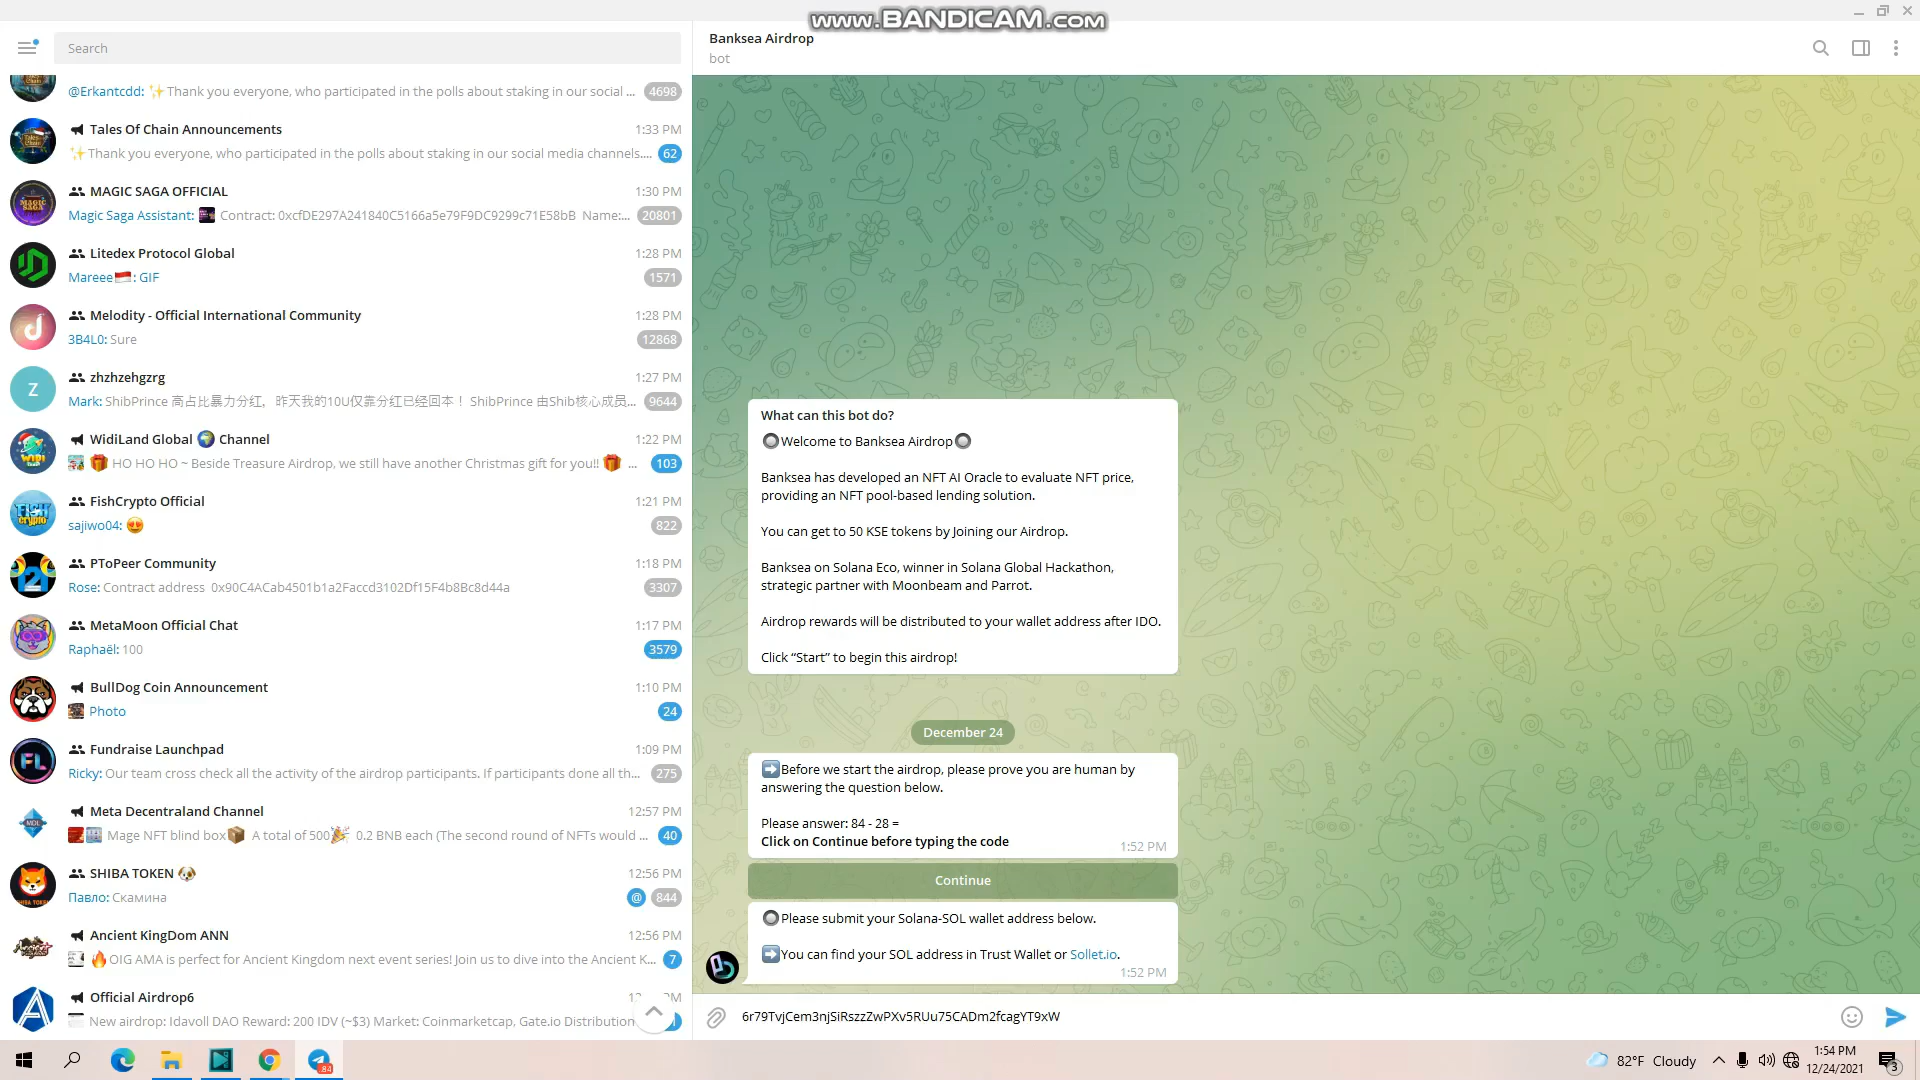 www.BANDICAM.com
Search
@Erkantcdd: ✨Thank you everyone, who participated in the polls about staking in our social ... 4698
Tales Of Chain Announcements 1:33 PM
✨Thank you everyone, who participated in the polls about staking in our social media channels.... 62
MAGIC SAGA OFFICIAL 1:30 PM
Magic Saga Assistant: Contract: 0xcfDE297A241840C5166a5e79F9DC9299c71E58bB Name:... 20801
Litedex Protocol Global 1:28 PM
Mareee🇮🇩: GIF 1571
Melodity - Official International Community 1:28 PM
3B4L0: Sure 12868
Z
zhzhzehgzrg 1:27 PM
Mark: ShibPrince 高占比暴力分红，昨天我的10U仅靠分红已经回本！ ShibPrince 由Shib核心成员... 9644
WidiLand Global 🌍 Channel 1:22 PM
🎁 HO HO HO ~ Beside Treasure Airdrop, we still have another Christmas gift for you!! 🎁 ... 103
FishCrypto Official 1:21 PM
sajiwo04: 😍 822
PToPeer Community 1:18 PM
Rose: Contract address 0x90C4ACab4501b1a2Faccd3102Df15F4b8Bc8d44a 3307
MetaMoon Official Chat 1:17 PM
Raphaël: 100 3579
BullDog Coin Announcement 1:10 PM
Photo 24
FL
Fundraise Launchpad 1:09 PM
Ricky: Our team cross check all the activity of the airdrop participants. If participants done all th... 275
Meta Decentraland Channel 12:57 PM
Mage NFT blind box📦 A total of 500🎉 0.2 BNB each (The second round of NFTs would ... 40
SHIBA TOKEN 🐶 12:56 PM
Павло: Скамина @ 844
Ancient KingDom ANN 12:56 PM
🔥OIG AMA is perfect for Ancient Kingdom next event series! Join us to dive into the Ancient K... 7
Official Airdrop6
New airdrop: Idavoll DAO Reward: 200 IDV (~$3) Market: Coinmarketcap, Gate.io Distribution
Banksea Airdrop
bot
What can this bot do?
🔘Welcome to Banksea Airdrop🔘
Banksea has developed an NFT AI Oracle to evaluate NFT price,
providing an NFT pool-based lending solution.
You can get to 50 KSE tokens by Joining our Airdrop.
Banksea on Solana Eco, winner in Solana Global Hackathon,
strategic partner with Moonbeam and Parrot.
Airdrop rewards will be distributed to your wallet address after IDO.
Click “Start” to begin this airdrop!
December 24
➡️Before we start the airdrop, please prove you are human by
answering the question below.
Please answer: 84 - 28 =
Click on Continue before typing the code 1:52 PM
Continue
🔘Please submit your Solana-SOL wallet address below.
➡️You can find your SOL address in Trust Wallet or Sollet.io.
1:52 PM
6r79TvjCem3njSiRszzZwPXv5RUu75CADm2fcagYT9xW
84
82°F Cloudy
1:54 PM
12/24/2021
3